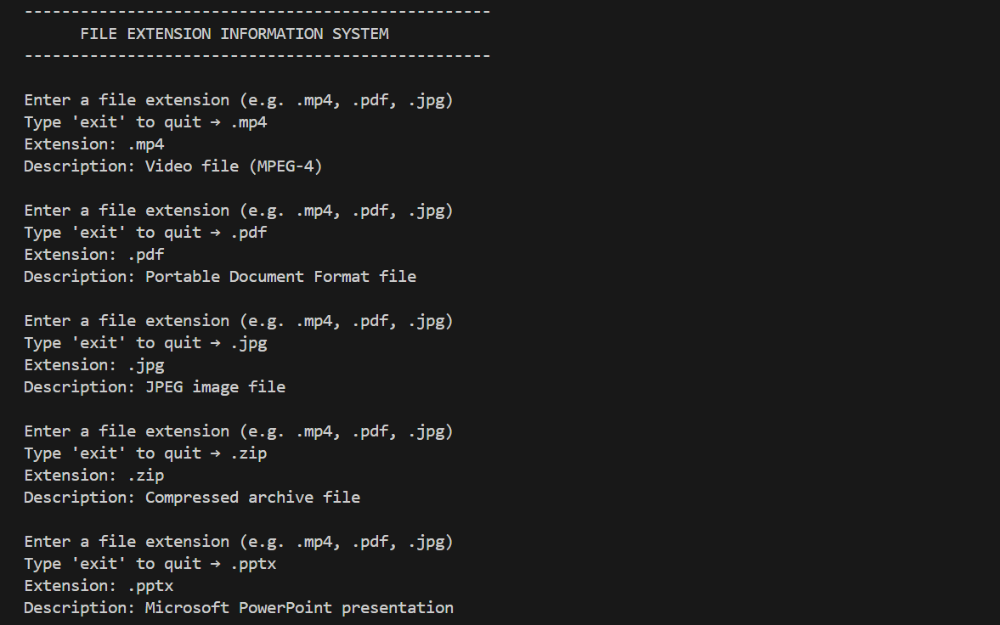 --------------------------------------------------
FILE EXTENSION INFORMATION SYSTEM
--------------------------------------------------
Enter a file extension (e.g. .mp4, .pdf, .jpg)
Type 'exit' to quit → .mp4
Extension: .mp4
Description: Video file (MPEG-4)
Enter a file extension (e.g. .mp4, .pdf, .jpg)
Type 'exit' to quit → .pdf
Extension: .pdf
Description: Portable Document Format file
Enter a file extension (e.g. .mp4, .pdf, .jpg)
Type 'exit' to quit → .jpg
Extension: .jpg
Description: JPEG image file
Enter a file extension (e.g. .mp4, .pdf, .jpg)
Type 'exit' to quit → .zip
Extension: .zip
Description: Compressed archive file
Enter a file extension (e.g. .mp4, .pdf, .jpg)
Type 'exit' to quit → .pptx
Extension: .pptx
Description: Microsoft PowerPoint presentation